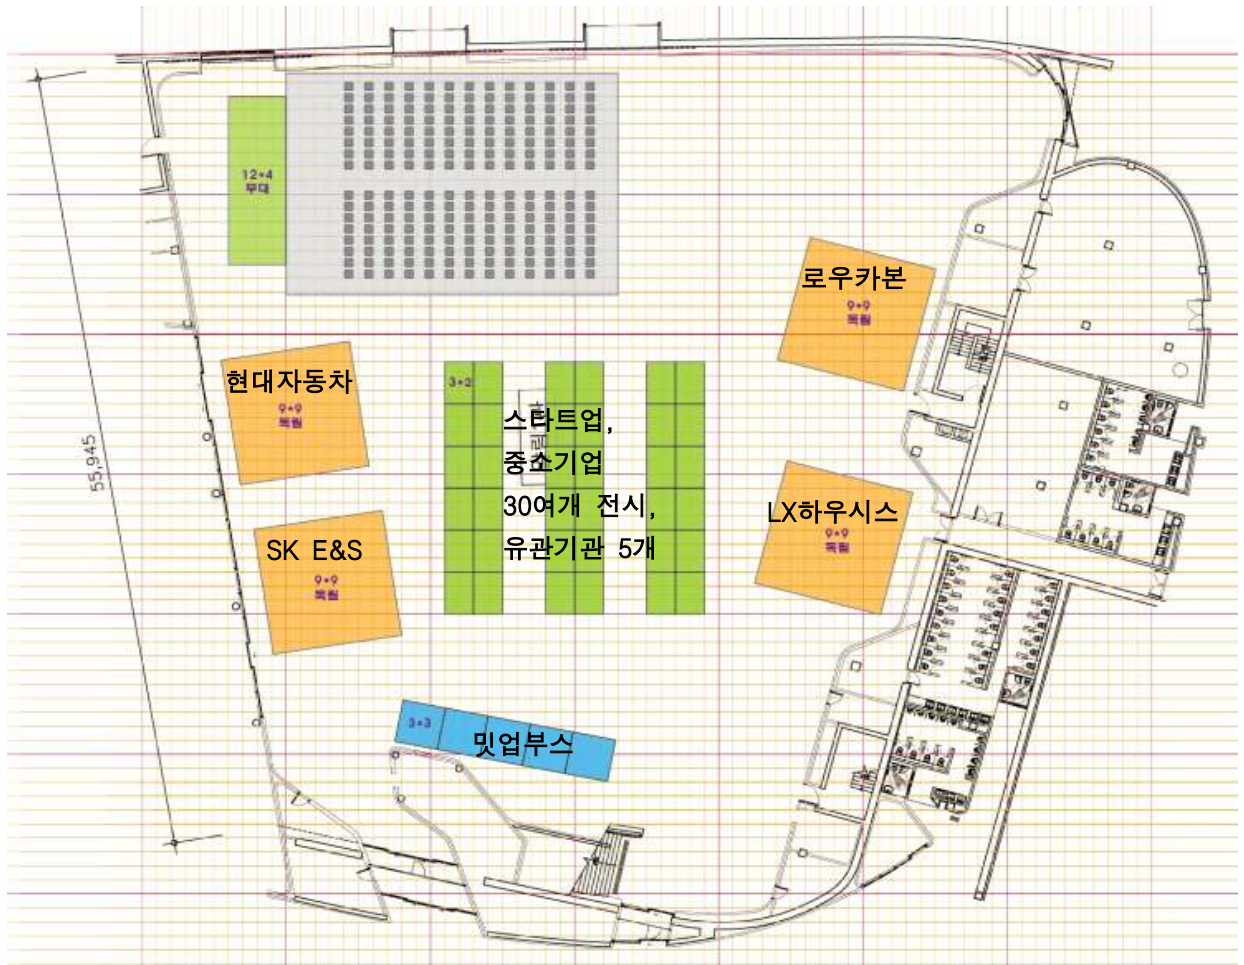 12*4
무대
로우카본
9*9
독립
현대자동차
9*9
독립
3*2
스타트업,
중소기업
30여개 전시,
유관기관 5개
55,945
LX하우시스
9*9
독립
SK E&S
9*9
독립
3*3
밋업부스